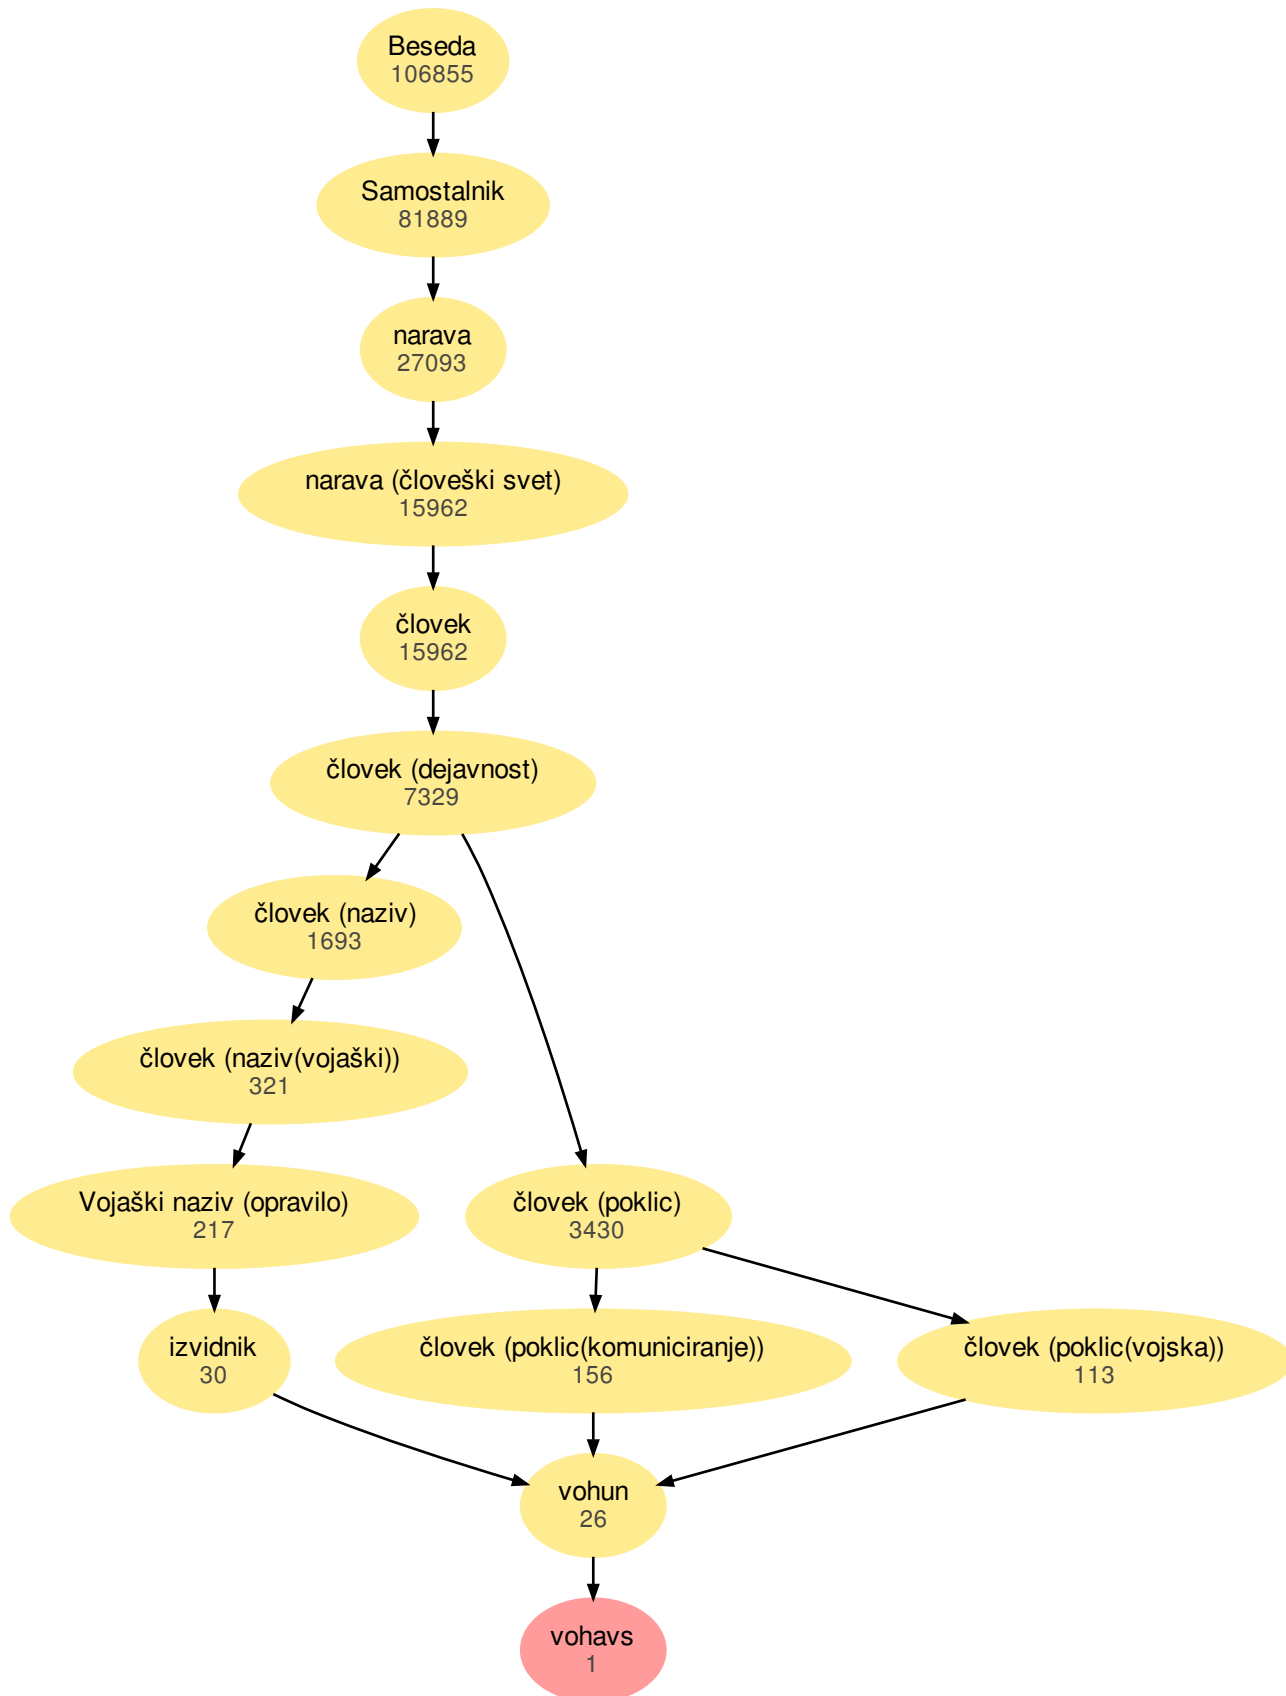 Beseda
106855
Samostalnik
81889
narava
27093
narava (človeški svet)
15962
človek
15962
človek (dejavnost)
7329
človek (naziv)
1693
človek (naziv(vojaški))
321
Vojaški naziv (opravilo)
217
človek (poklic)
3430
izvidnik
30
človek (poklic(komuniciranje))
156
človek (poklic(vojska))
113
vohun
26
vohavs
1